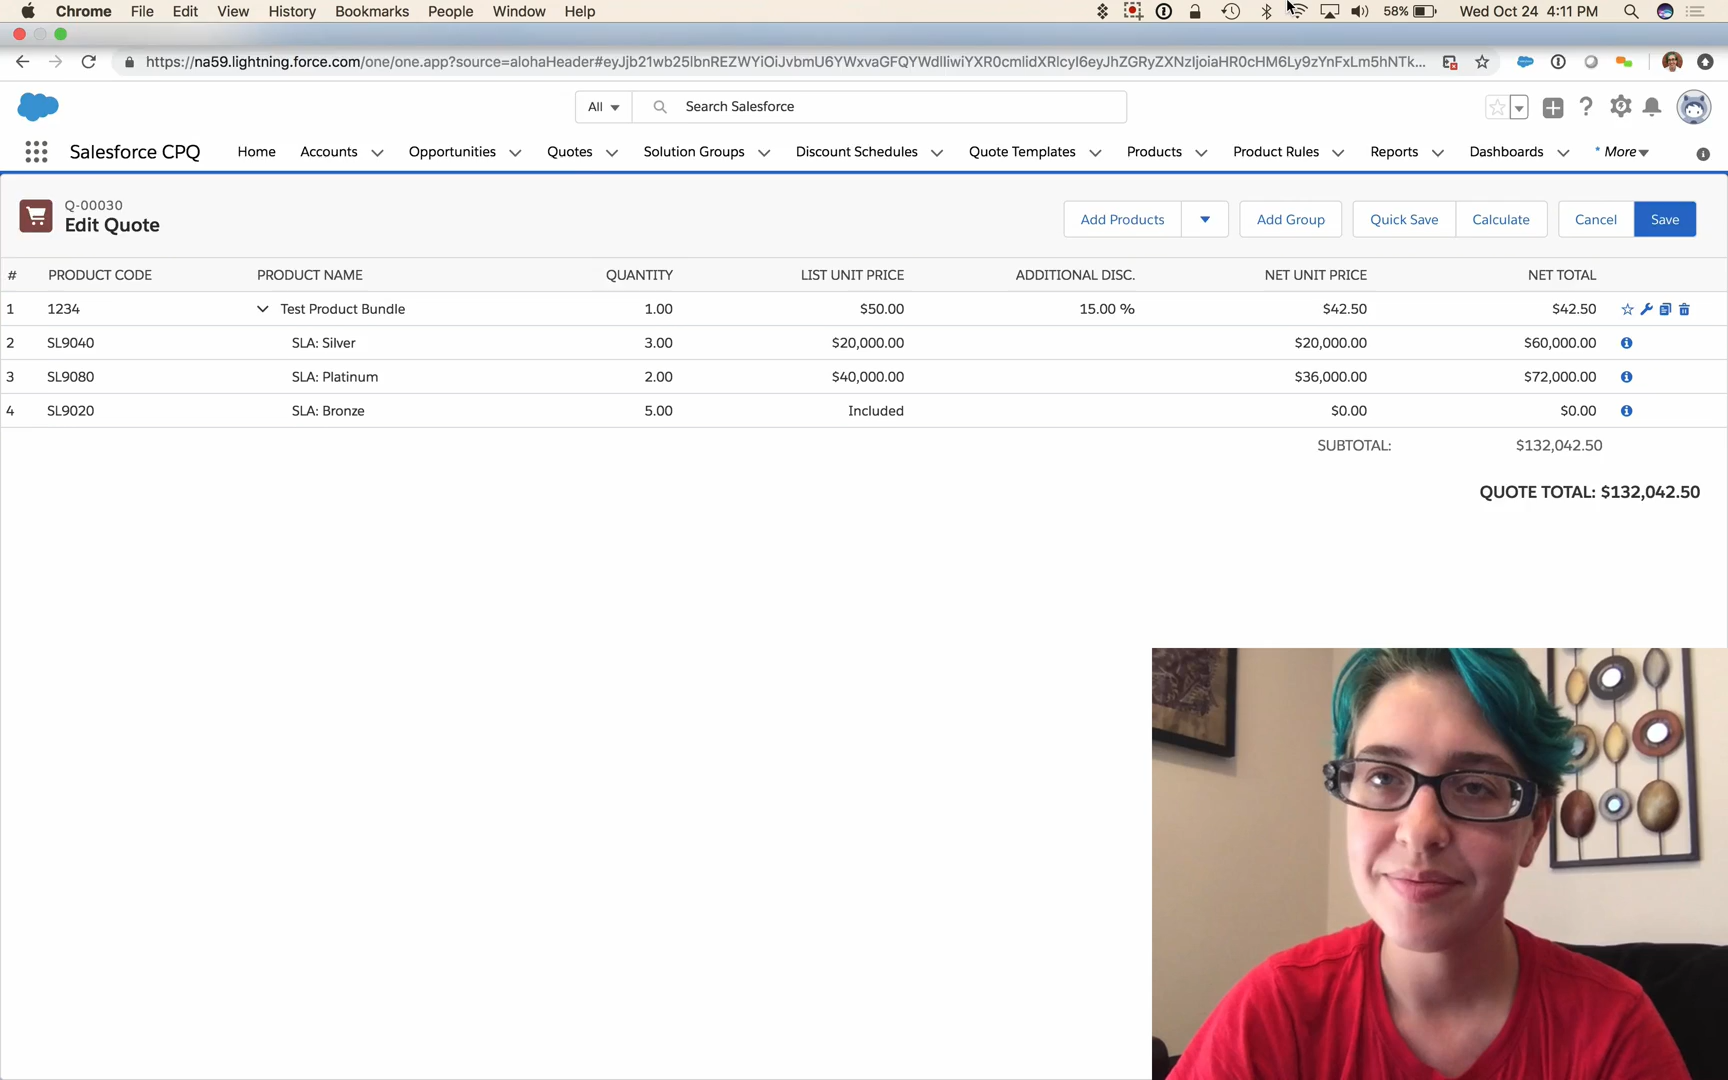 Chrome File Edit View History Bookmarks People Window Help 58% Wed Oct 24 4:11 PM
https://na59.lightning.force.com/one/one.app?source=alohaHeader#eyJjb21wb25lbnREZWYiOiJvbmU6YWxvaGFQYWdlIiwiYXR0cmlidXRlcyI6eyJhZGRyZXNzIjoiaHR0cHM6Ly9zYnFxLm5hNTk...
All Search Salesforce
Salesforce CPQ Home Accounts Opportunities Quotes Solution Groups Discount Schedules Quote Templates Products Product Rules Reports Dashboards * More
Q-00030
Edit Quote
Add Products Add Group Quick Save Calculate Cancel Save
# PRODUCT CODE PRODUCT NAME QUANTITY LIST UNIT PRICE ADDITIONAL DISC. NET UNIT PRICE NET TOTAL
1 1234 Test Product Bundle 1.00 $50.00 15.00 % $42.50 $42.50
2 SL9040 SLA: Silver 3.00 $20,000.00 $20,000.00 $60,000.00
3 SL9080 SLA: Platinum 2.00 $40,000.00 $36,000.00 $72,000.00
4 SL9020 SLA: Bronze 5.00 Included $0.00 $0.00
SUBTOTAL: $132,042.50
QUOTE TOTAL: $132,042.50